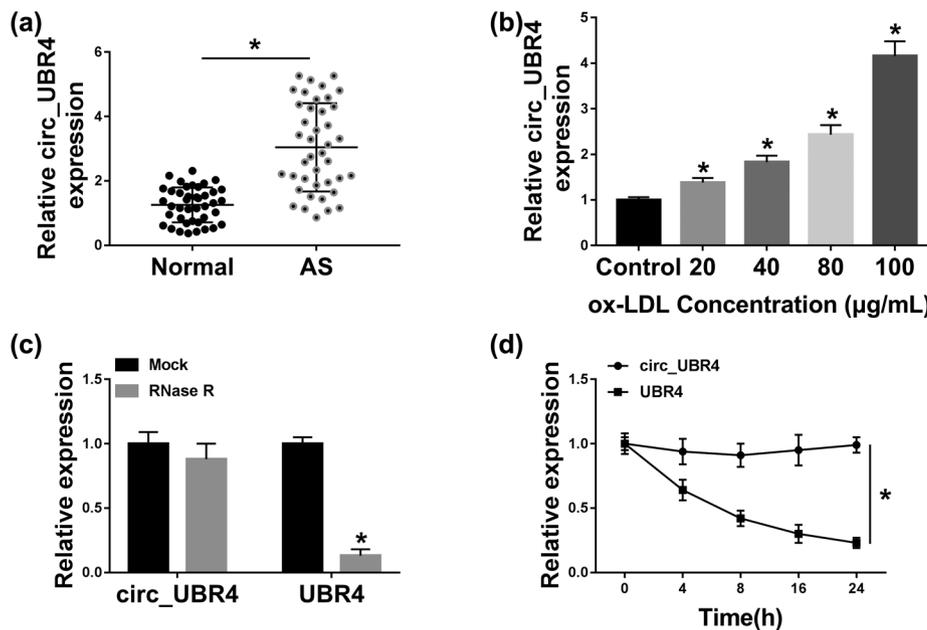 (a)
Relative circ_UBR4
expression
6
4
2
0
*
Normal AS
(b)
Relative circ_UBR4
expression
5
4
3
2
1
0
* * * *
Control 20 40 80 100
ox-LDL Concentration (μg/mL)
(c)
Relative expression
Mock
RNase R
1.5
1.0
0.5
0.0
*
circ_UBR4 UBR4
(d)
Relative expression
circ_UBR4
UBR4
1.5
1.0
0.5
0.0
*
0 4 8 16 24
Time(h)